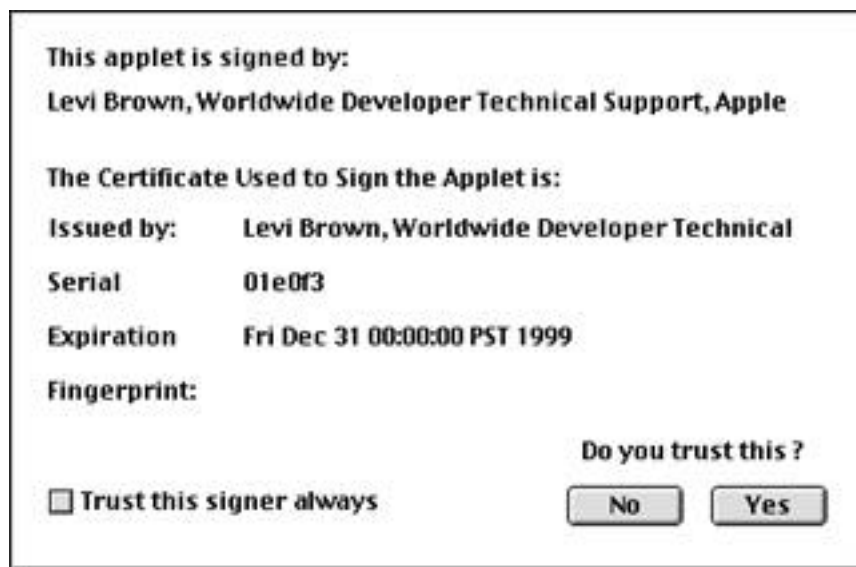 This applet is signed by:
Levi Brown, Worldwide Developer Technical Support, Apple
The Certificate Used to Sign the Applet is:
Issued by: Levi Brown, Worldwide Developer Technical
Serial 01e0f3
Expiration Fri Dec 31 00:00:00 PST 1999
Fingerprint:
Do you trust this ?
Trust this signer always No Yes